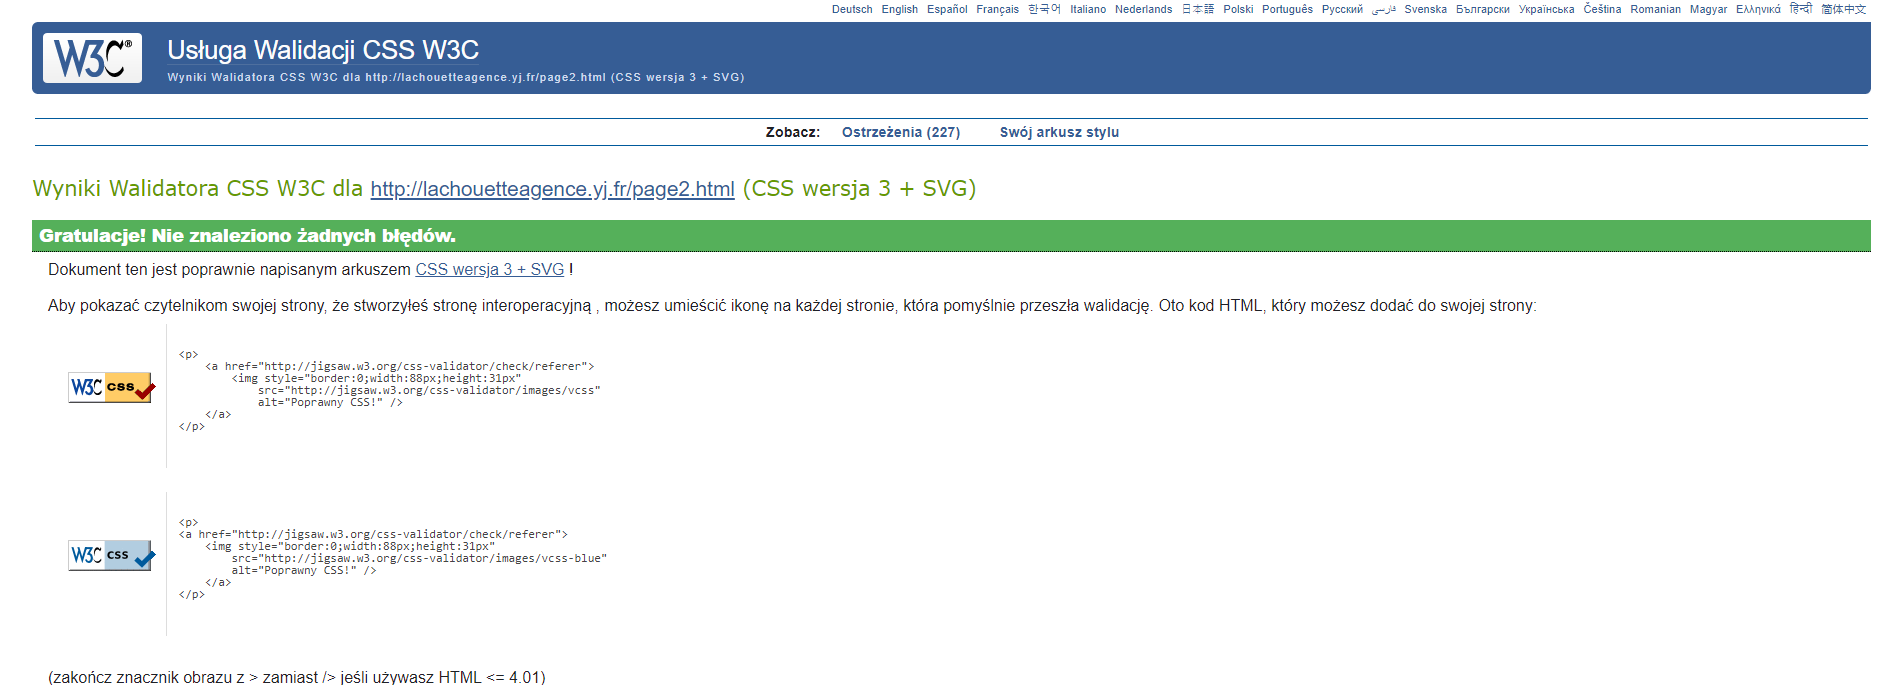 Deutsch English Español Français 한국어 Italiano Nederlands 日本語 Polski Português Русский فارسی Svenska Български Українська Čeština Romanian Magyar Ελληνικά हिन्दी 简体中文
W3C®
Usługa Walidacji CSS W3C
Wyniki Walidatora CSS W3C dla http://lachouetteagence.yj.fr/page2.html (CSS wersja 3 + SVG)
Zobacz: Ostrzeżenia (227) Swój arkusz stylu
Wyniki Walidatora CSS W3C dla http://lachouetteagence.yj.fr/page2.html (CSS wersja 3 + SVG)
Gratulacje! Nie znaleziono żadnych błędów.
Dokument ten jest poprawnie napisanym arkuszem CSS wersja 3 + SVG !
Aby pokazać czytelnikom swojej strony, że stworzyłeś stronę interoperacyjną , możesz umieścić ikonę na każdej stronie, która pomyślnie przeszła walidację. Oto kod HTML, który możesz dodać do swojej strony:
W3C css
<p>
<a href="http://jigsaw.w3.org/css-validator/check/referer">
<img style="border:0;width:88px;height:31px"
src="http://jigsaw.w3.org/css-validator/images/vcss"
alt="Poprawny CSS!" />
</a>
</p>
W3C css
<p>
<a href="http://jigsaw.w3.org/css-validator/check/referer">
<img style="border:0;width:88px;height:31px"
src="http://jigsaw.w3.org/css-validator/images/vcss-blue"
alt="Poprawny CSS!" />
</a>
</p>
(zakończ znacznik obrazu z > zamiast /> jeśli używasz HTML <= 4.01)